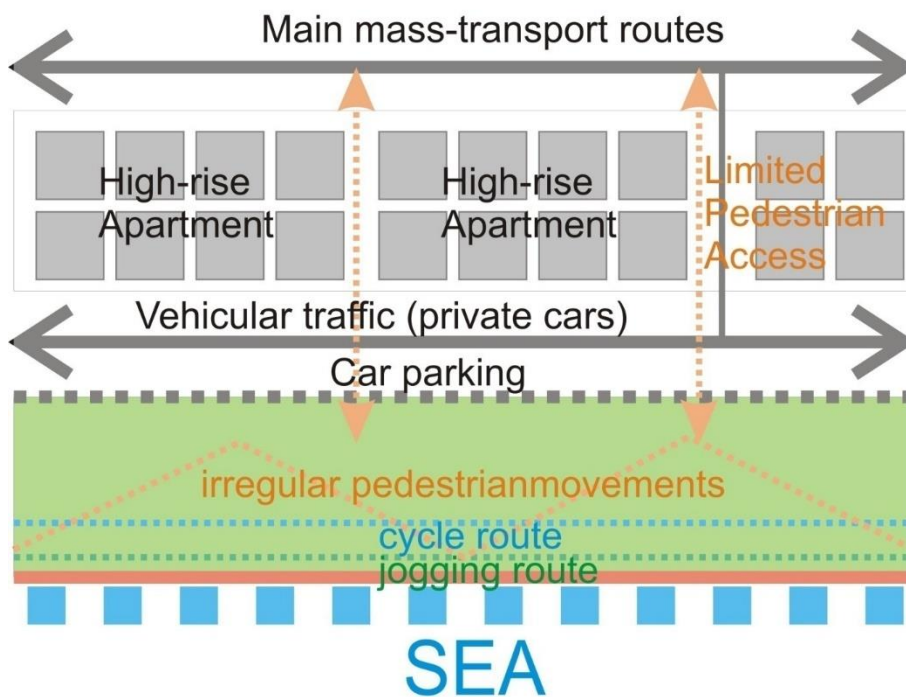 Main mass-transport routes
High-rise
Apartment
High-rise
Apartment
Limited
Pedestrian
Access
Vehicular traffic (private cars)
Car parking
irregular pedestrianmovements
cycle route
jogging route
SEA